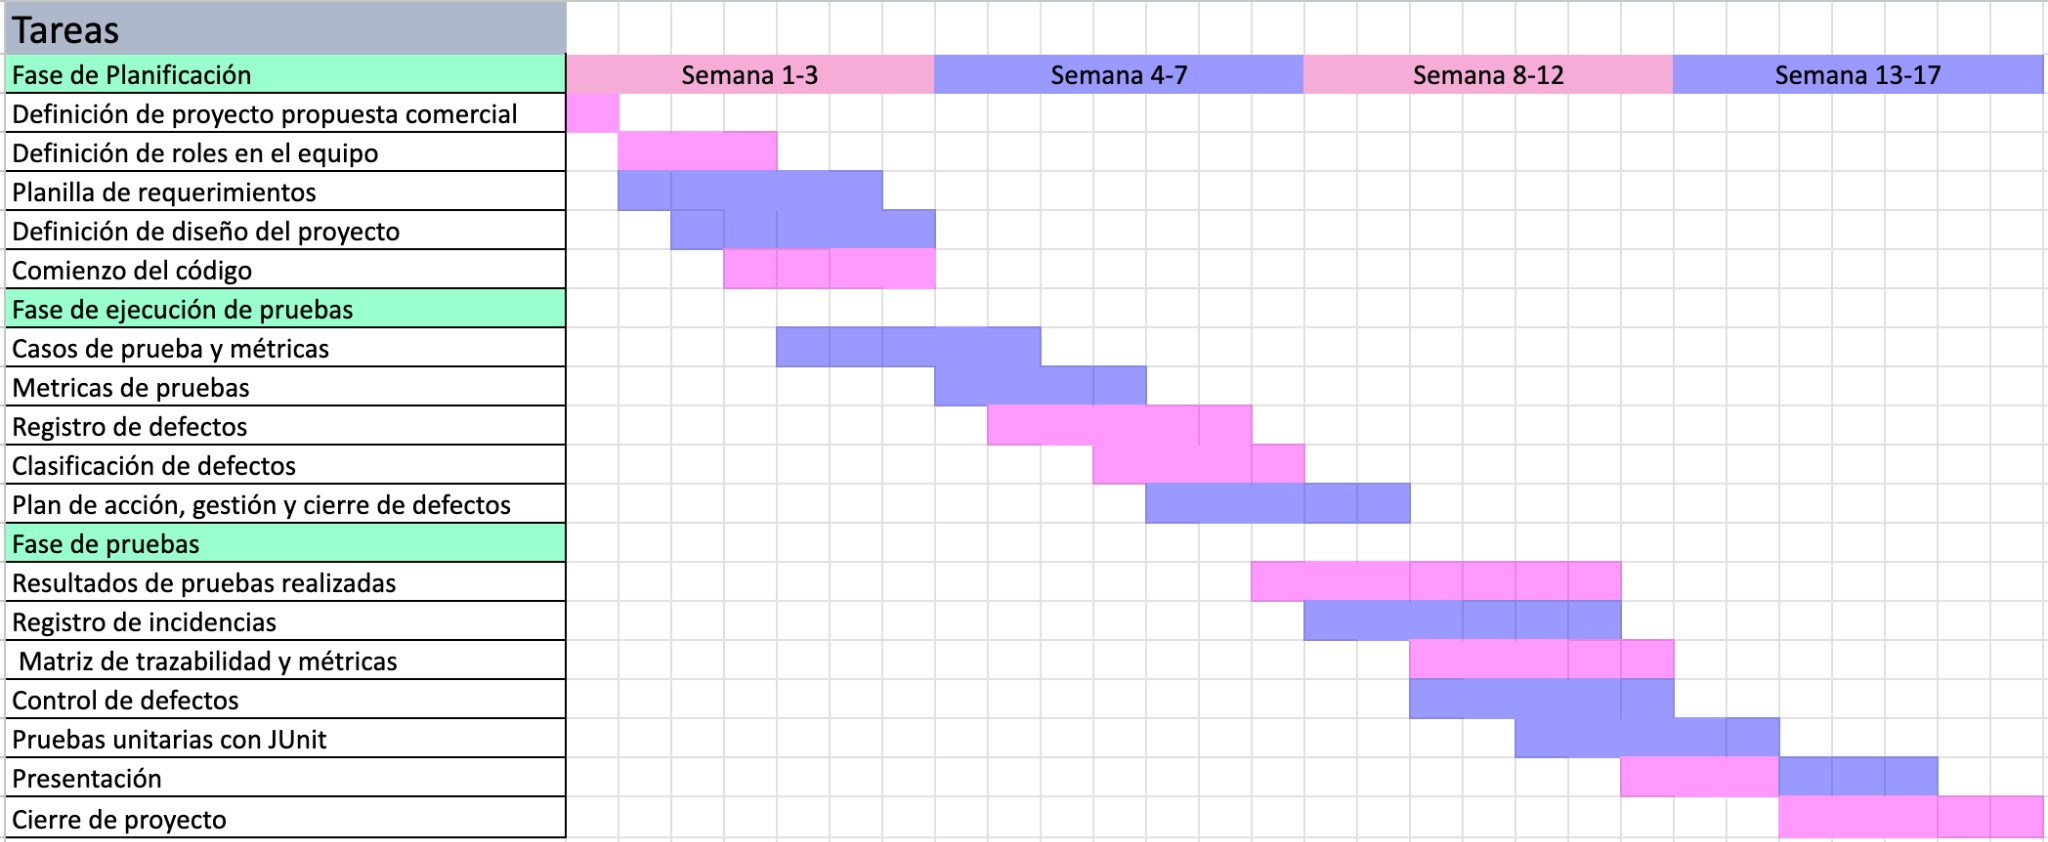 Tareas
Fase de Planificación Semana 1-3 Semana 4-7 Semana 8-12 Semana 13-17
Definición de proyecto propuesta comercial
Definición de roles en el equipo
Planilla de requerimientos
Definición de diseño del proyecto
Comienzo del código
Fase de ejecución de pruebas
Casos de prueba y métricas
Metricas de pruebas
Registro de defectos
Clasificación de defectos
Plan de acción, gestión y cierre de defectos
Fase de pruebas
Resultados de pruebas realizadas
Registro de incidencias
Matriz de trazabilidad y métricas
Control de defectos
Pruebas unitarias con JUnit
Presentación
Cierre de proyecto